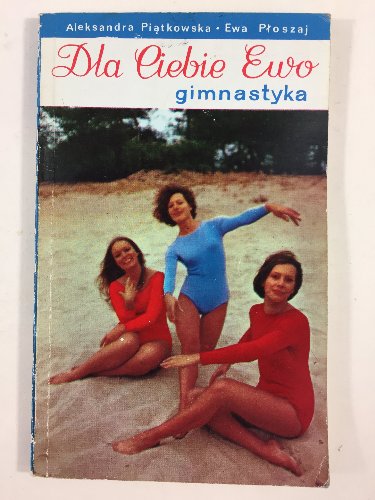 Aleksandra Piątkowska • Ewa Płoszaj
Dla Ciebie Ewo
gimnastyka